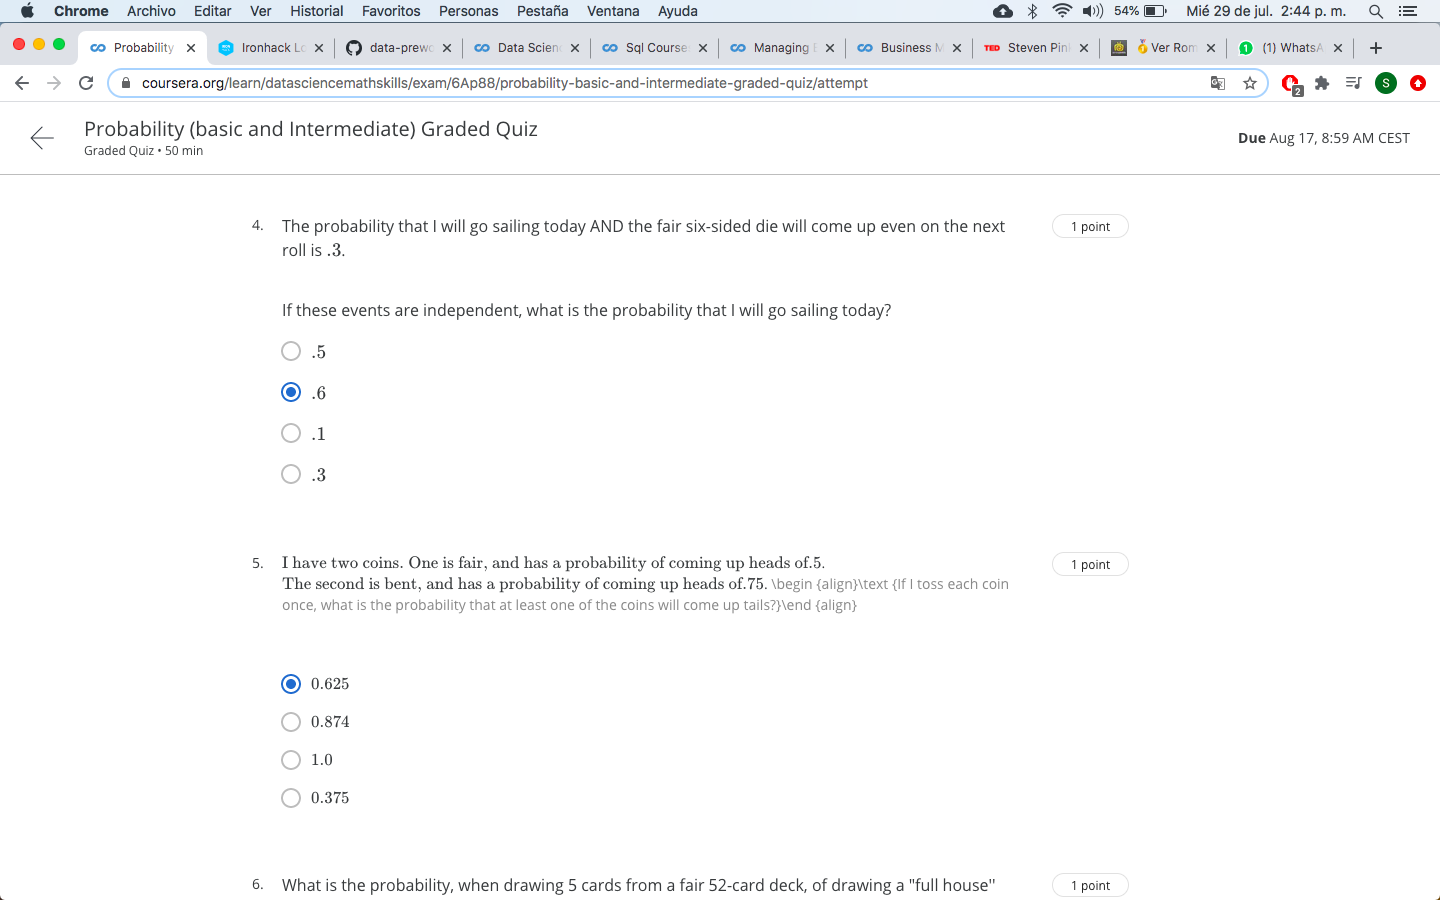 Chrome Archivo Editar Ver Historial Favoritos Personas Pestaña Ventana Ayuda 54% Mié 29 de jul. 2:44 p. m.
Probability Ironhack Lo data-prewo Data Scien Sql Course Managing Business TED Steven Pin Ver Rom 1 (1) WhatsA
coursera.org/learn/datasciencemathskills/exam/6Ap88/probability-basic-and-intermediate-graded-quiz/attempt 2 S
Probability (basic and Intermediate) Graded Quiz
Graded Quiz • 50 min
Due Aug 17, 8:59 AM CEST
4. The probability that I will go sailing today AND the fair six-sided die will come up even on the next 1 point
roll is .3.
If these events are independent, what is the probability that I will go sailing today?
.5
.6
.1
.3
5. I have two coins. One is fair, and has a probability of coming up heads of.5. 1 point
The second is bent, and has a probability of coming up heads of.75. \begin {align}\text {If I toss each coin
once, what is the probability that at least one of the coins will come up tails?}\end {align}
0.625
0.874
1.0
0.375
6. What is the probability, when drawing 5 cards from a fair 52-card deck, of drawing a "full house" 1 point